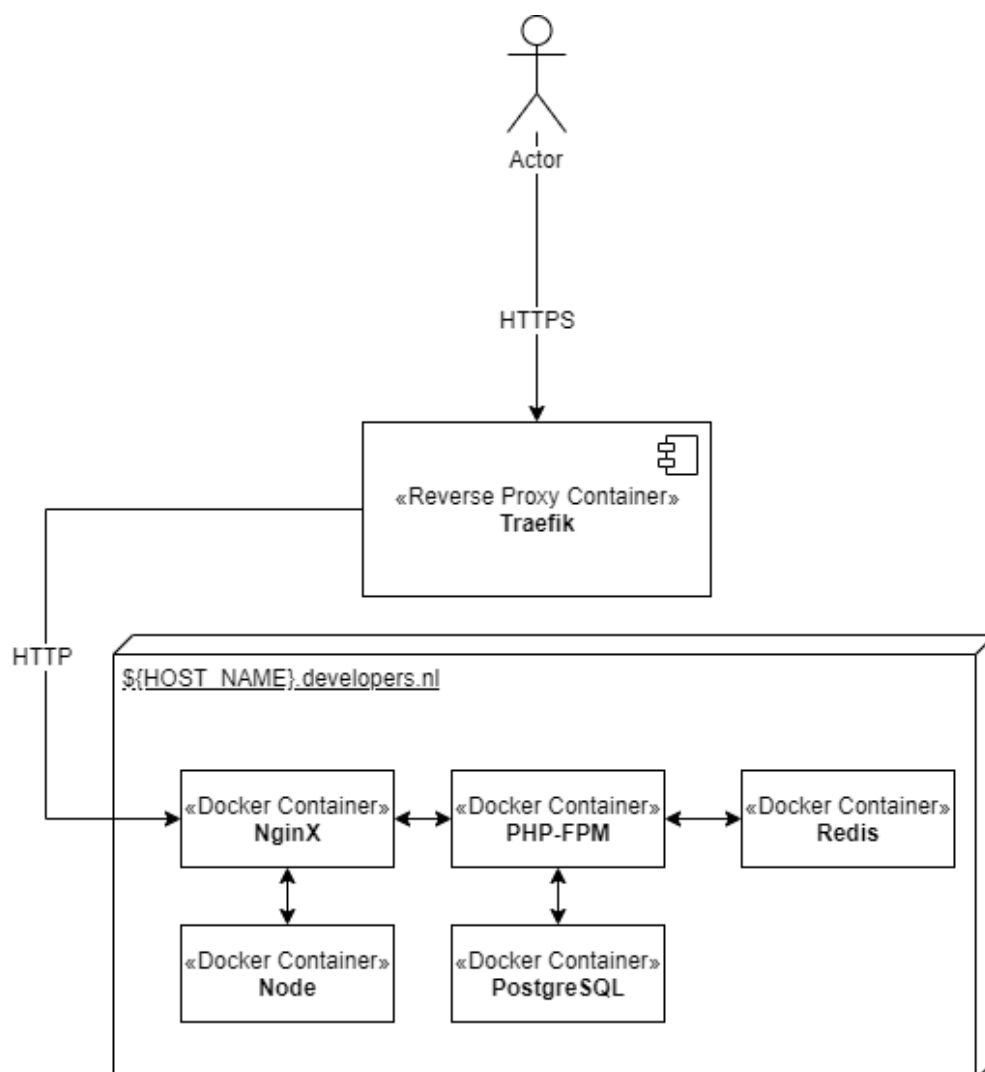 Actor
HTTPS
«Reverse Proxy Container»
Traefik
HTTP
${HOST_NAME}.developers.nl
«Docker Container»
NginX
«Docker Container»
PHP-FPM
«Docker Container»
Redis
«Docker Container»
Node
«Docker Container»
PostgreSQL